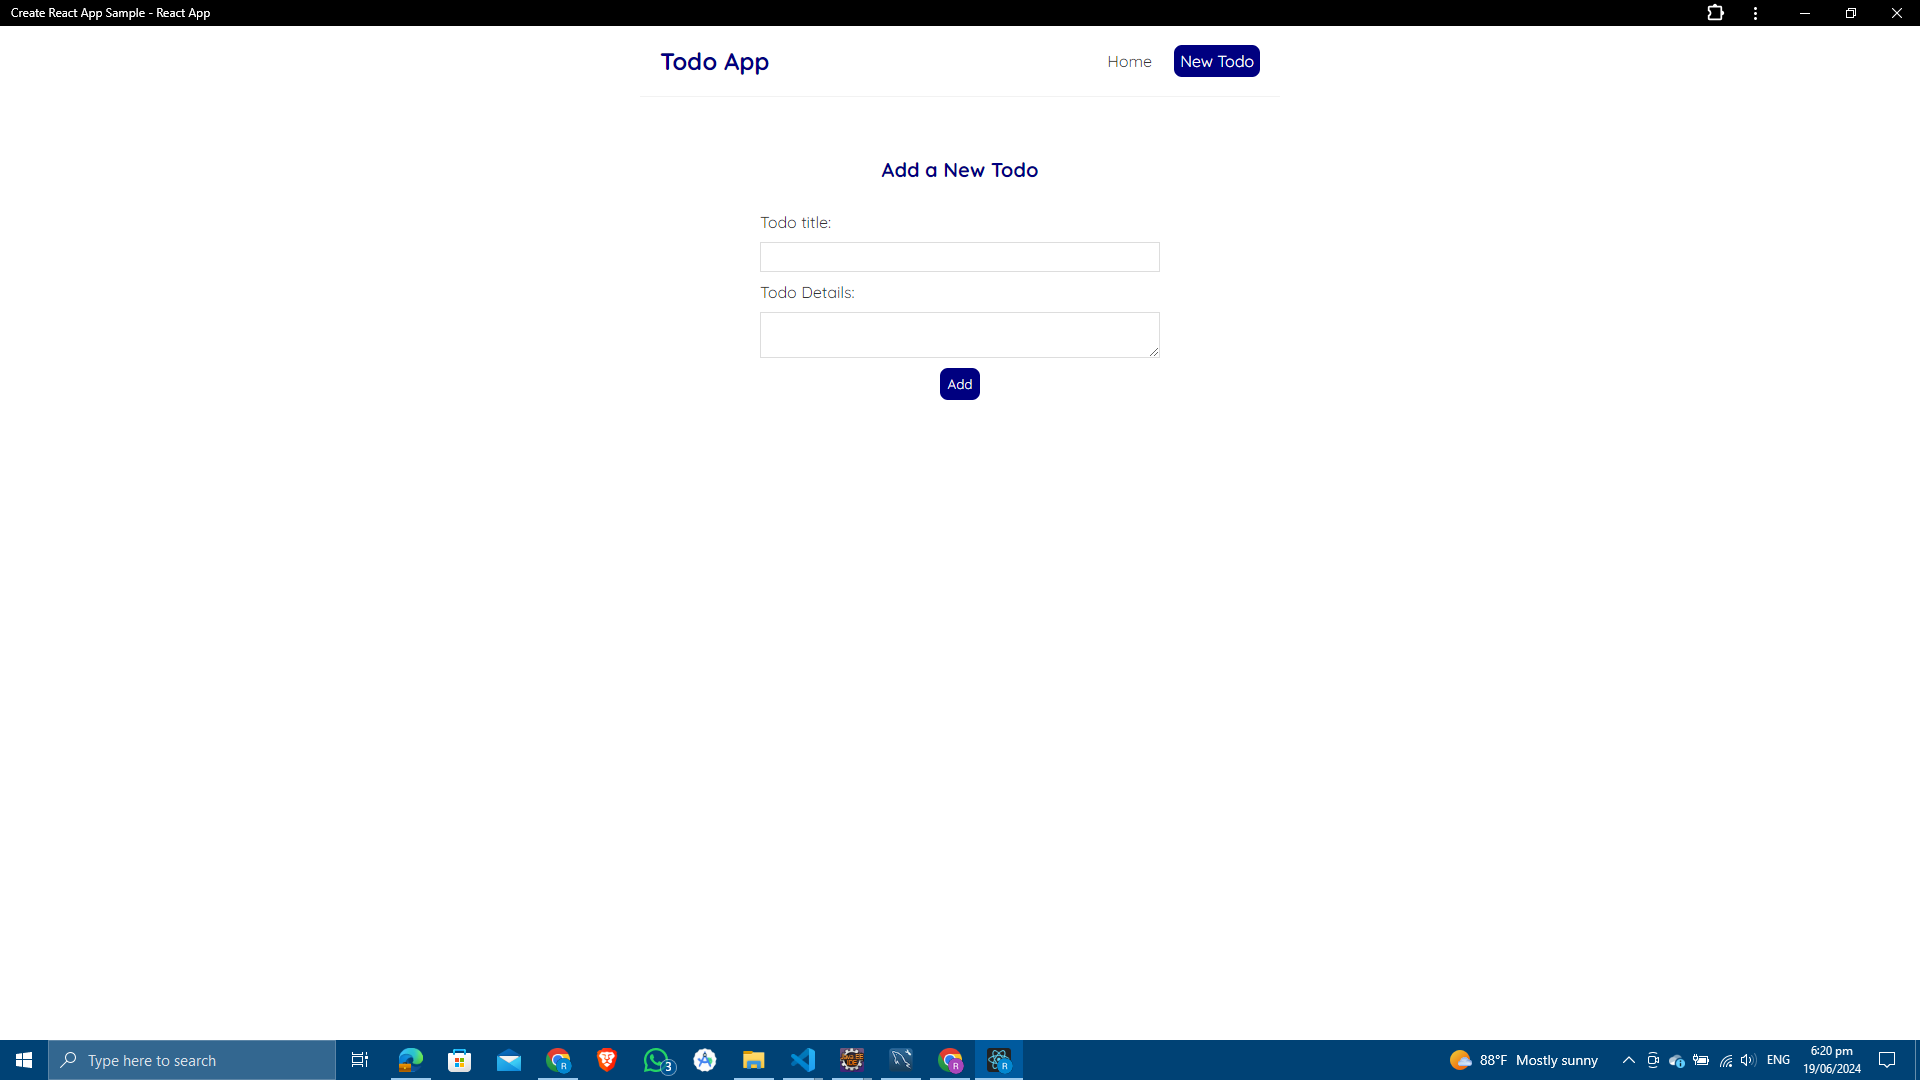 Create React App Sample - React App
Todo App
Home
New Todo
Add a New Todo
Todo title:
Todo Details:
Add
Type here to search
3
88°F Mostly sunny
ENG
6:20 pm
19/06/2024